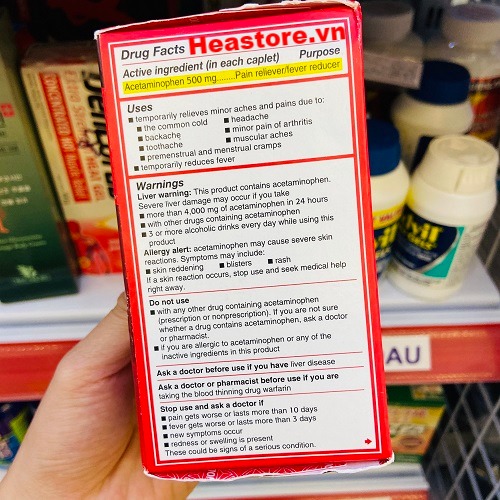 Heastore.vn
Drug Facts
Active ingredient (in each caplet) Purpose
Acetaminophen 500 mg........Pain reliever/fever reducer
Uses
■ temporarily relieves minor aches and pains due to:
■ the common cold ■ headache
■ backache ■ minor pain of arthritis
■ toothache ■ muscular aches
■ premenstrual and menstrual cramps
■ temporarily reduces fever
Warnings
Liver warning: This product contains acetaminophen.
Severe liver damage may occur if you take
■ more than 4,000 mg of acetaminophen in 24 hours
■ with other drugs containing acetaminophen
■ 3 or more alcoholic drinks every day while using this
product
Allergy alert: acetaminophen may cause severe skin
reactions. Symptoms may include:
■ skin reddening ■ blisters ■ rash
If a skin reaction occurs, stop use and seek medical help
right away.
Do not use
■ with any other drug containing acetaminophen
(prescription or nonprescription). If you are not sure
whether a drug contains acetaminophen, ask a doctor
or pharmacist.
■ if you are allergic to acetaminophen or any of the
inactive ingredients in this product
Ask a doctor before use if you have liver disease
Ask a doctor or pharmacist before use if you are
taking the blood thinning drug warfarin
Stop use and ask a doctor if
■ pain gets worse or lasts more than 10 days
■ fever gets worse or lasts more than 3 days
■ new symptoms occur
■ redness or swelling is present
These could be signs of a serious condition.
AU